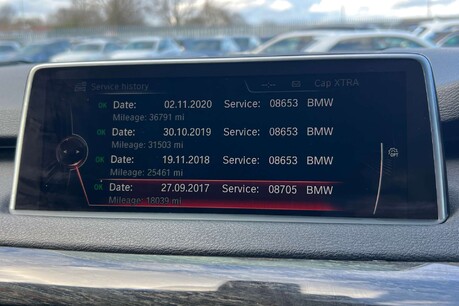 Service history Cap XTRA
OK Date: 02.11.2020 Service: 08653 BMW
Mileage: 36791 mi
OK Date: 30.10.2019 Service: 08653 BMW
Mileage: 31503 mi
OK Date: 19.11.2018 Service: 08653 BMW
Mileage: 25461 mi
OK Date: 27.09.2017 Service: 08705 BMW
Mileage: 18039 mi